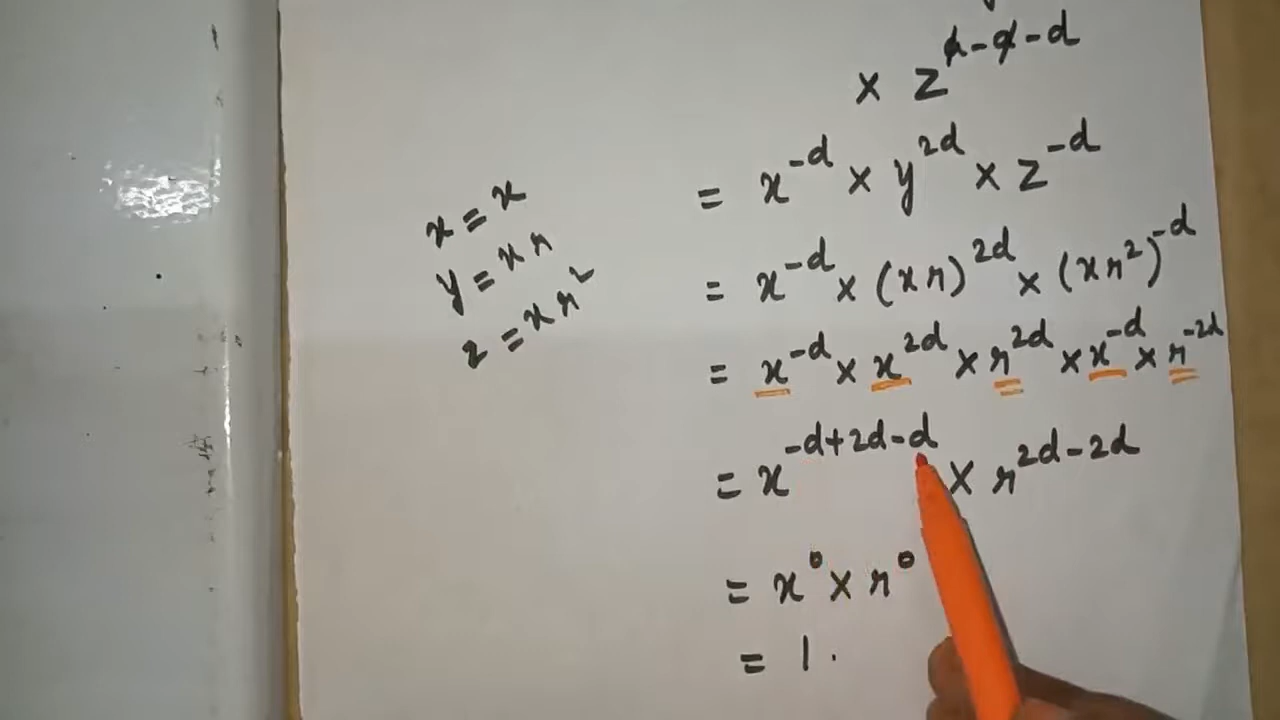 × z^(a-a-d)
= x^(-d) × y^(2d) × z^(-d)
x = x
y = xr
z = xr²
= x^(-d) × (xr)^(2d) × (xr²)^(-d)
= x^(-d) × x^(2d) × r^(2d) × x^(-d) × r^(-2d)
= x^(-d+2d-d) × r^(2d-2d)
= x⁰ × r⁰
= 1.